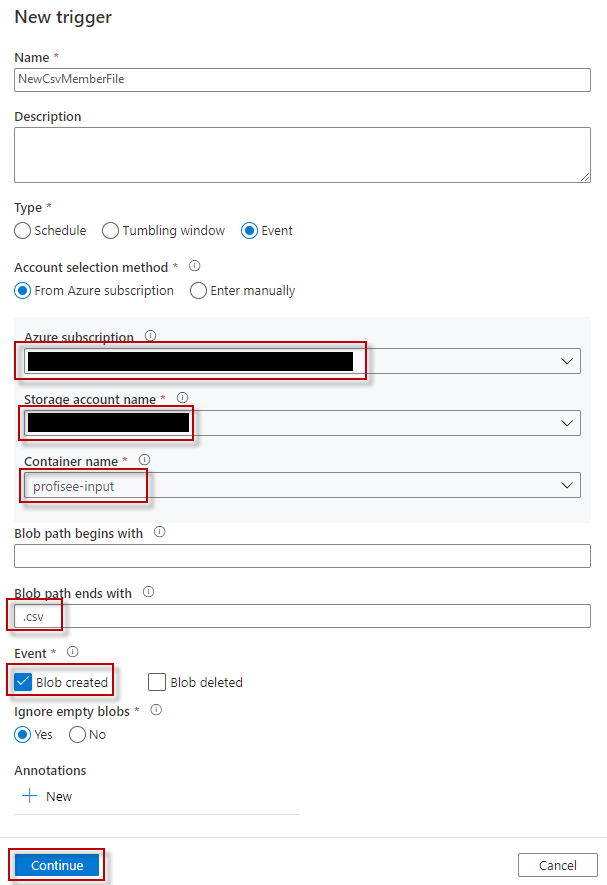 New trigger
Name *
NewCsvMemberFile
Description
Type *
Schedule Tumbling window Event
Account selection method *
From Azure subscription Enter manually
Azure subscription
Storage account name *
Container name *
profisee-input
Blob path begins with
Blob path ends with
.csv
Event *
Blob created Blob deleted
Ignore empty blobs *
Yes No
Annotations
New
Continue Cancel